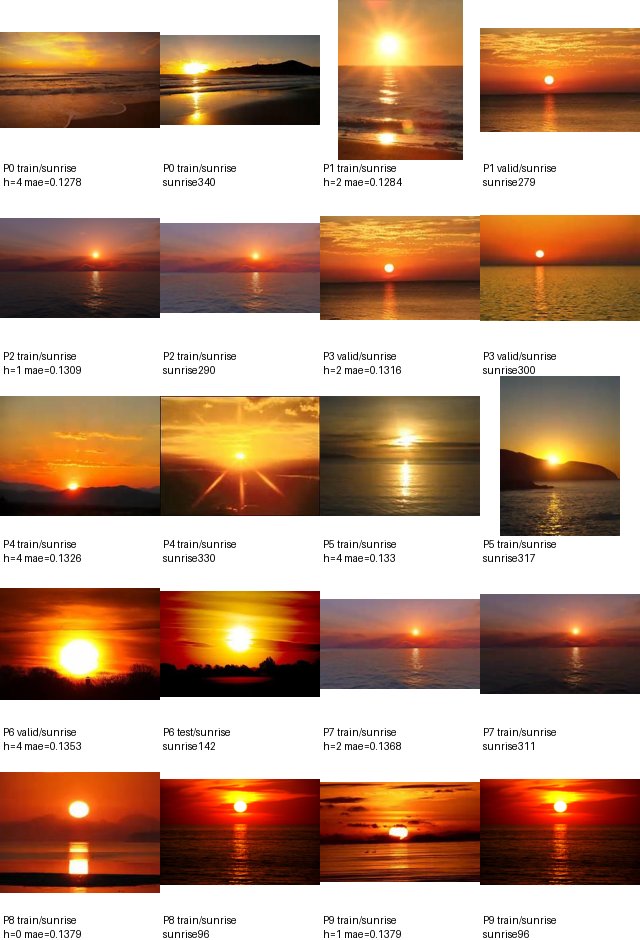 P0 train/sunrise
h=4 mae=0.1278
P0 train/sunrise
sunrise340
P1 train/sunrise
h=2 mae=0.1284
P1 valid/sunrise
sunrise279
P2 train/sunrise
h=1 mae=0.1309
P2 train/sunrise
sunrise290
P3 valid/sunrise
h=2 mae=0.1316
P3 valid/sunrise
sunrise300
P4 train/sunrise
h=4 mae=0.1326
P4 train/sunrise
sunrise330
P5 train/sunrise
h=4 mae=0.133
P5 train/sunrise
sunrise317
P6 valid/sunrise
h=4 mae=0.1353
P6 test/sunrise
sunrise142
P7 train/sunrise
h=2 mae=0.1368
P7 train/sunrise
sunrise311
P8 train/sunrise
h=0 mae=0.1379
P8 train/sunrise
sunrise96
P9 train/sunrise
h=1 mae=0.1379
P9 train/sunrise
sunrise96